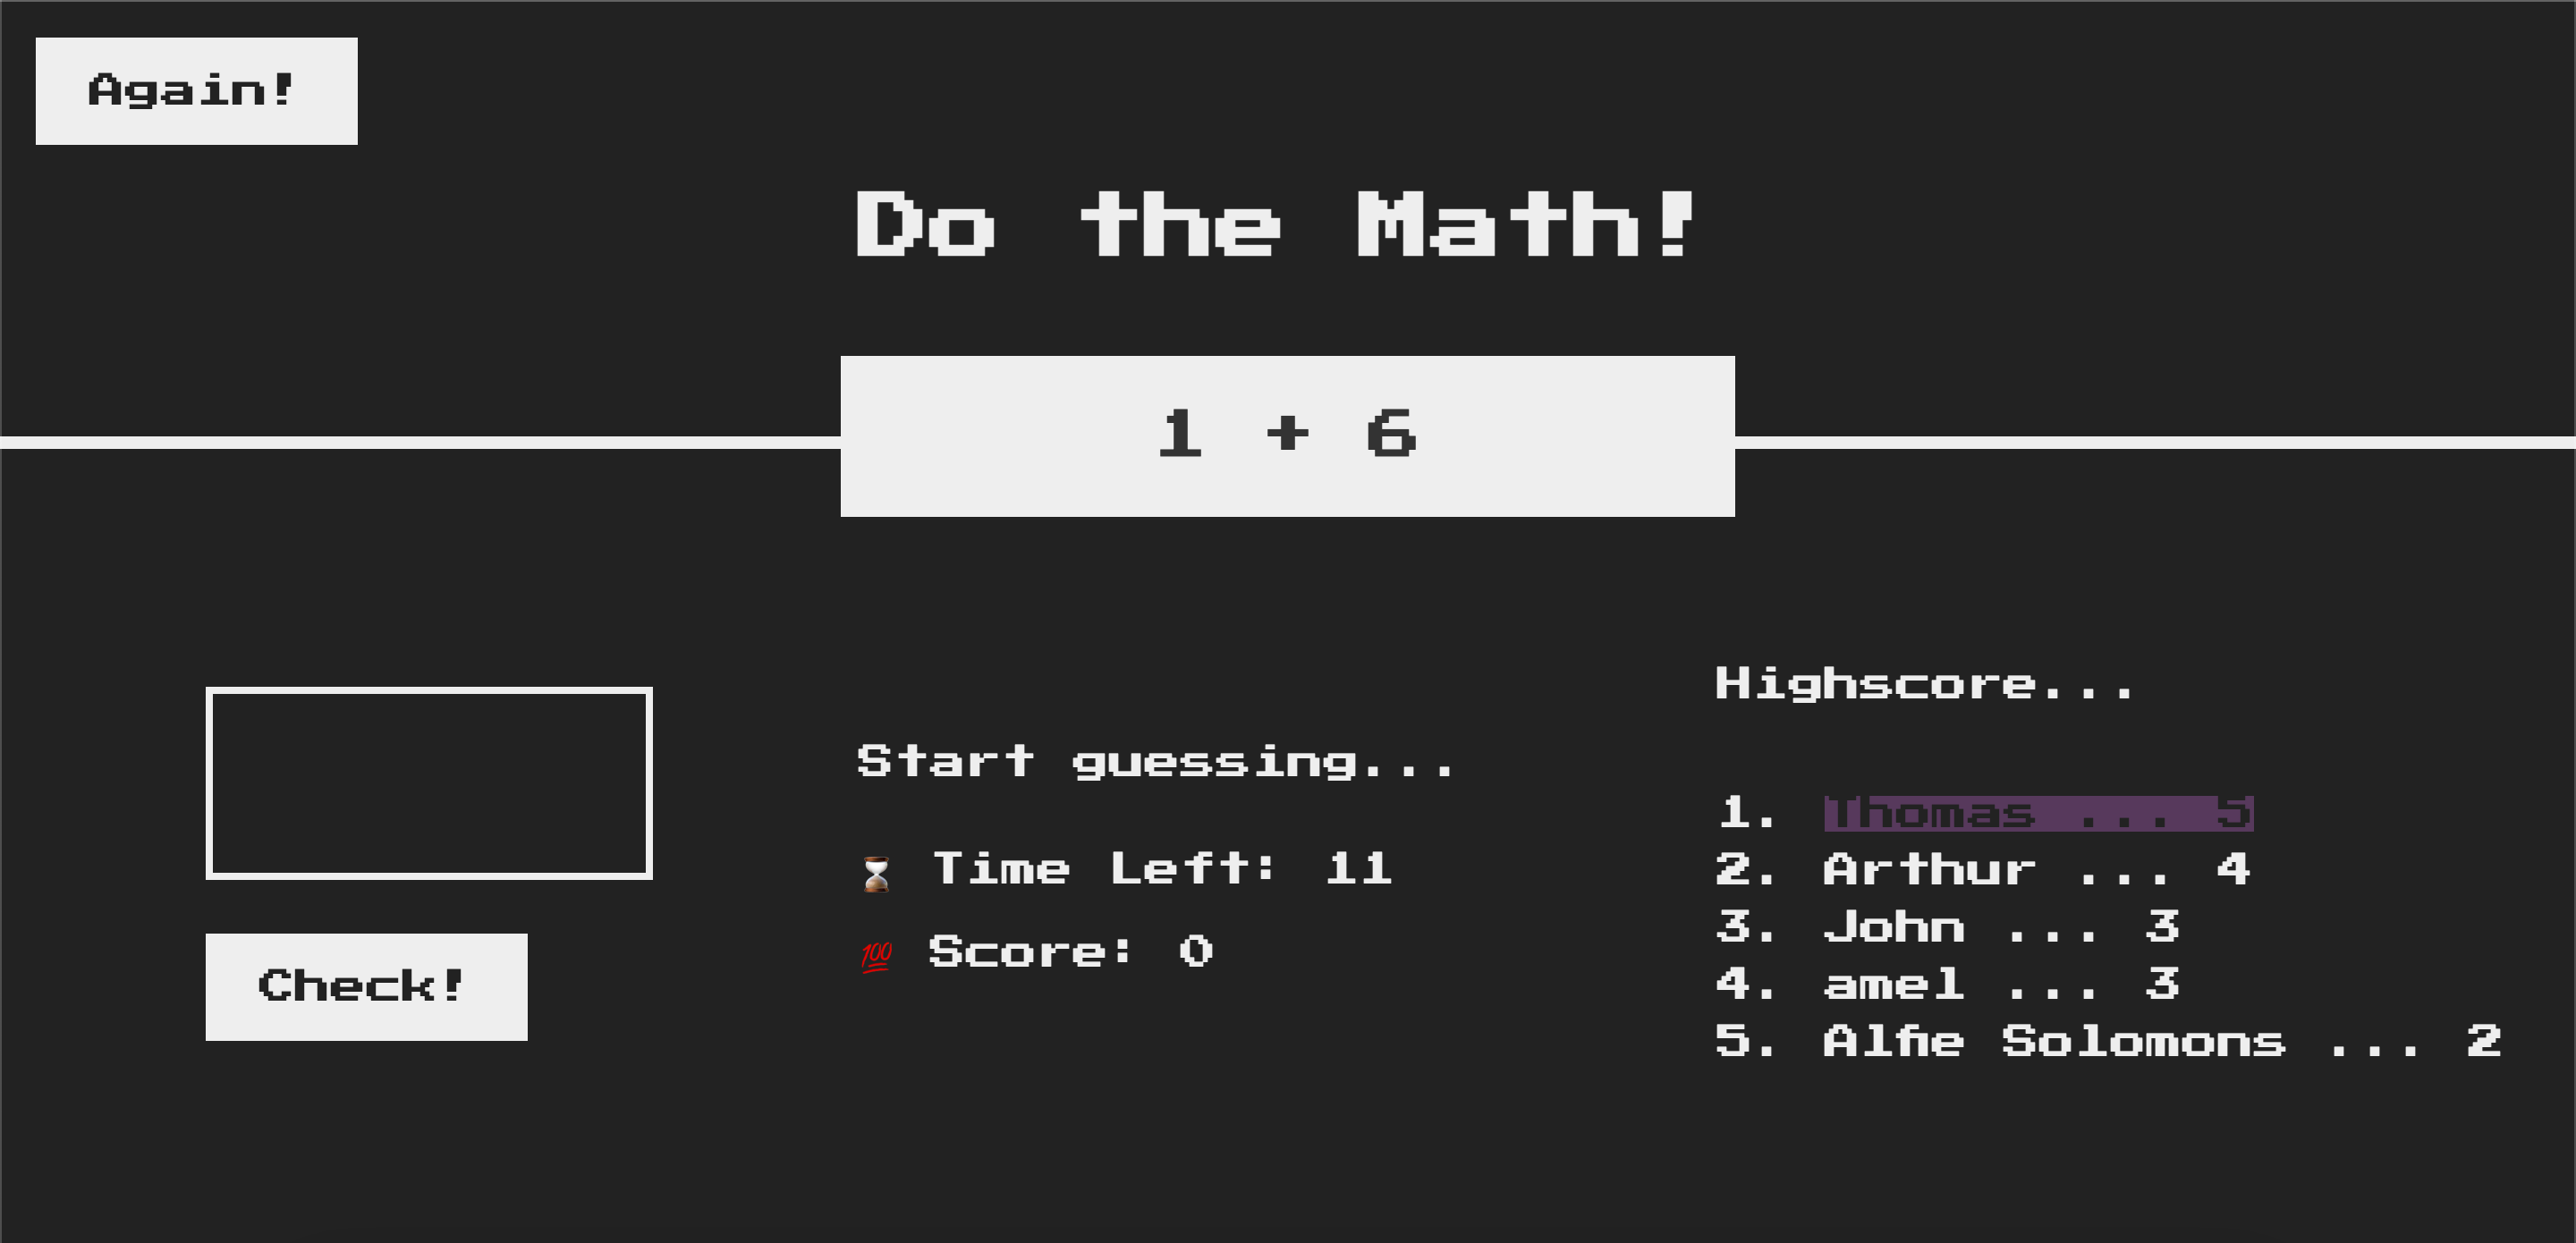 Again!
Do the Math!
1 + 6
Start guessing...
⏳ Time Left: 11
💯 Score: 0
Highscore...
1. Thomas ... 5
2. Arthur ... 4
3. John ... 3
4. amel ... 3
5. Alfie Solomons ... 2
Check!